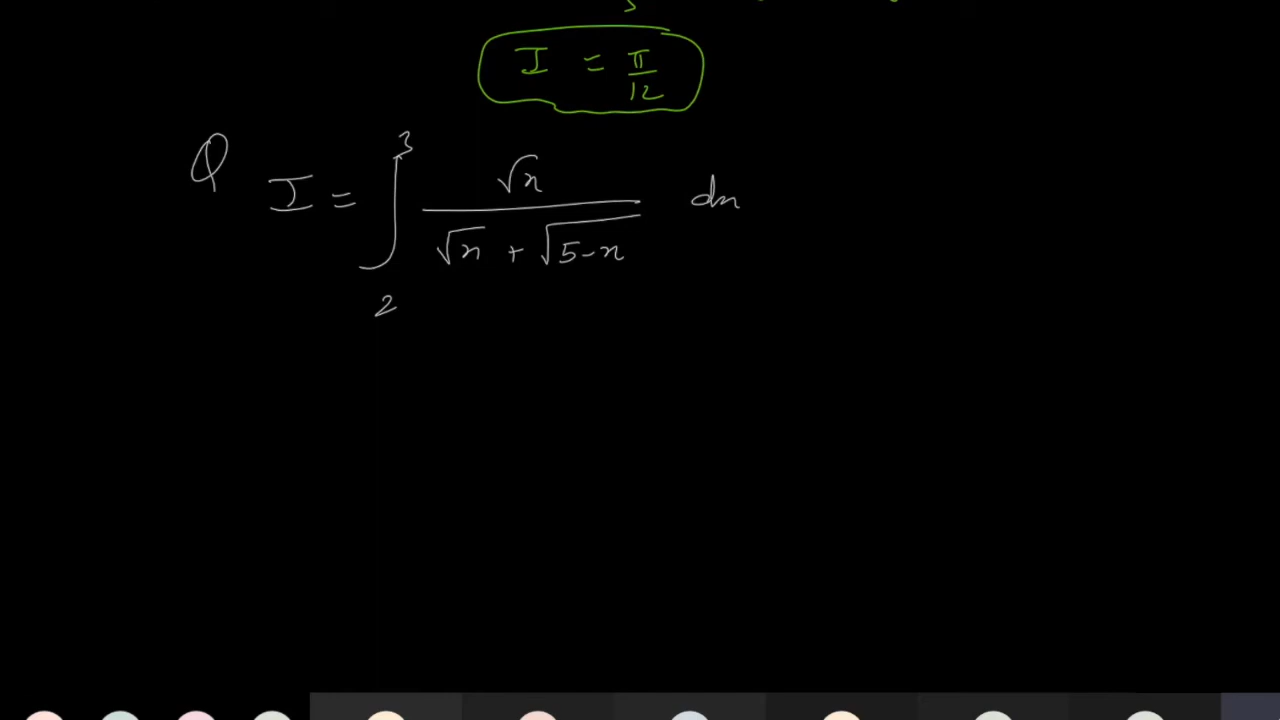 I = π/12
Q I = ∫₂³ √x / (√x + √(5-x)) dx